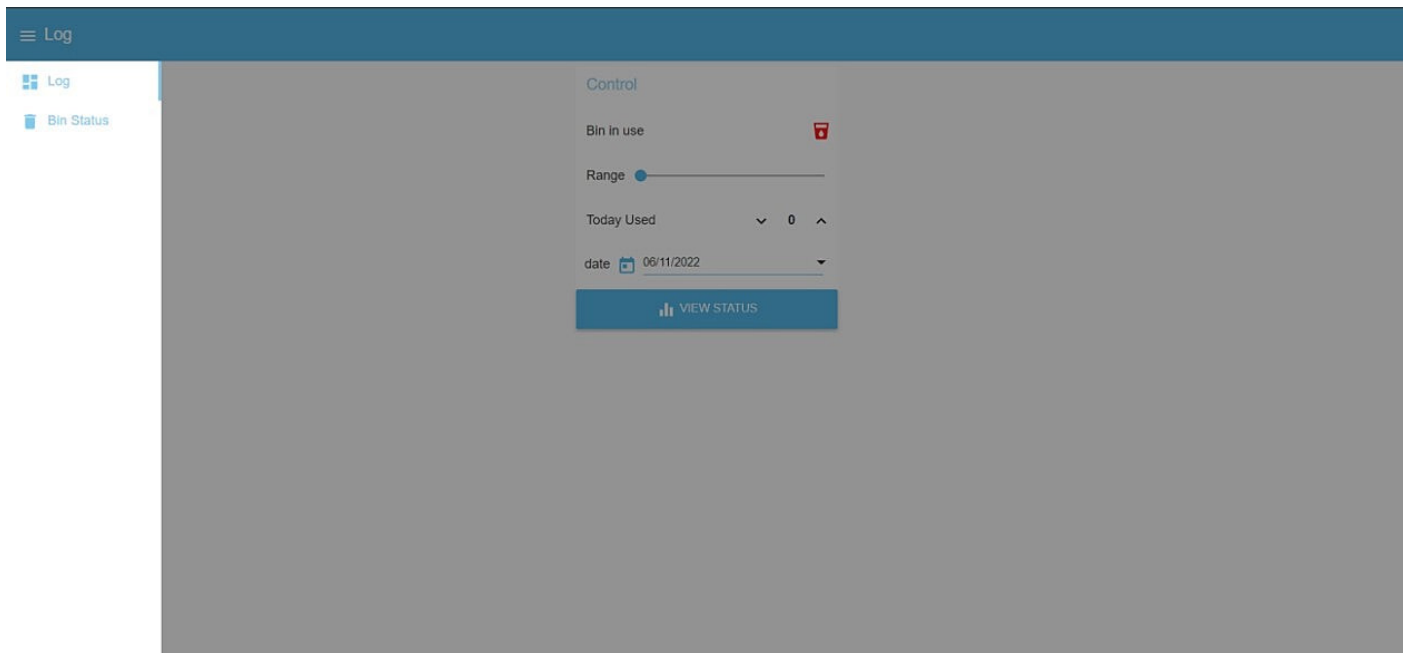 Log
Log
Bin Status
Control
Bin in use
Range
Today Used 0
date 06/11/2022
VIEW STATUS